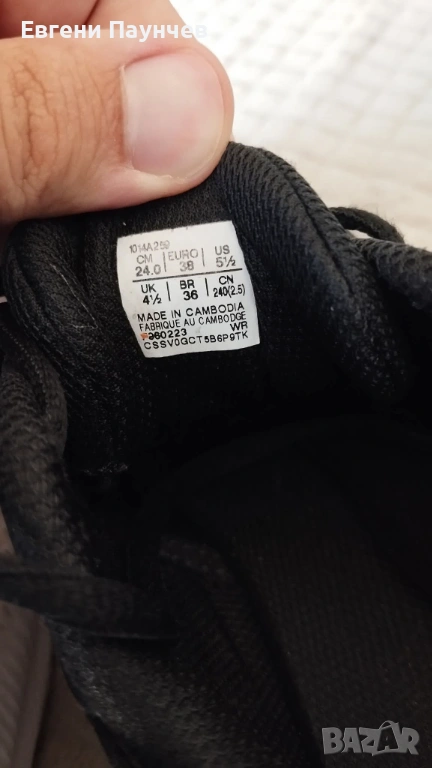 Евгени Паунчев
1014A259
CM EURO US
24.0 38 5½
UK BR CN
4½ 36 240(2.5)
MADE IN CAMBODIA
FABRIQUE AU CAMBODGE
WR
CSSV0GCT5B6P9TK
BAZAR